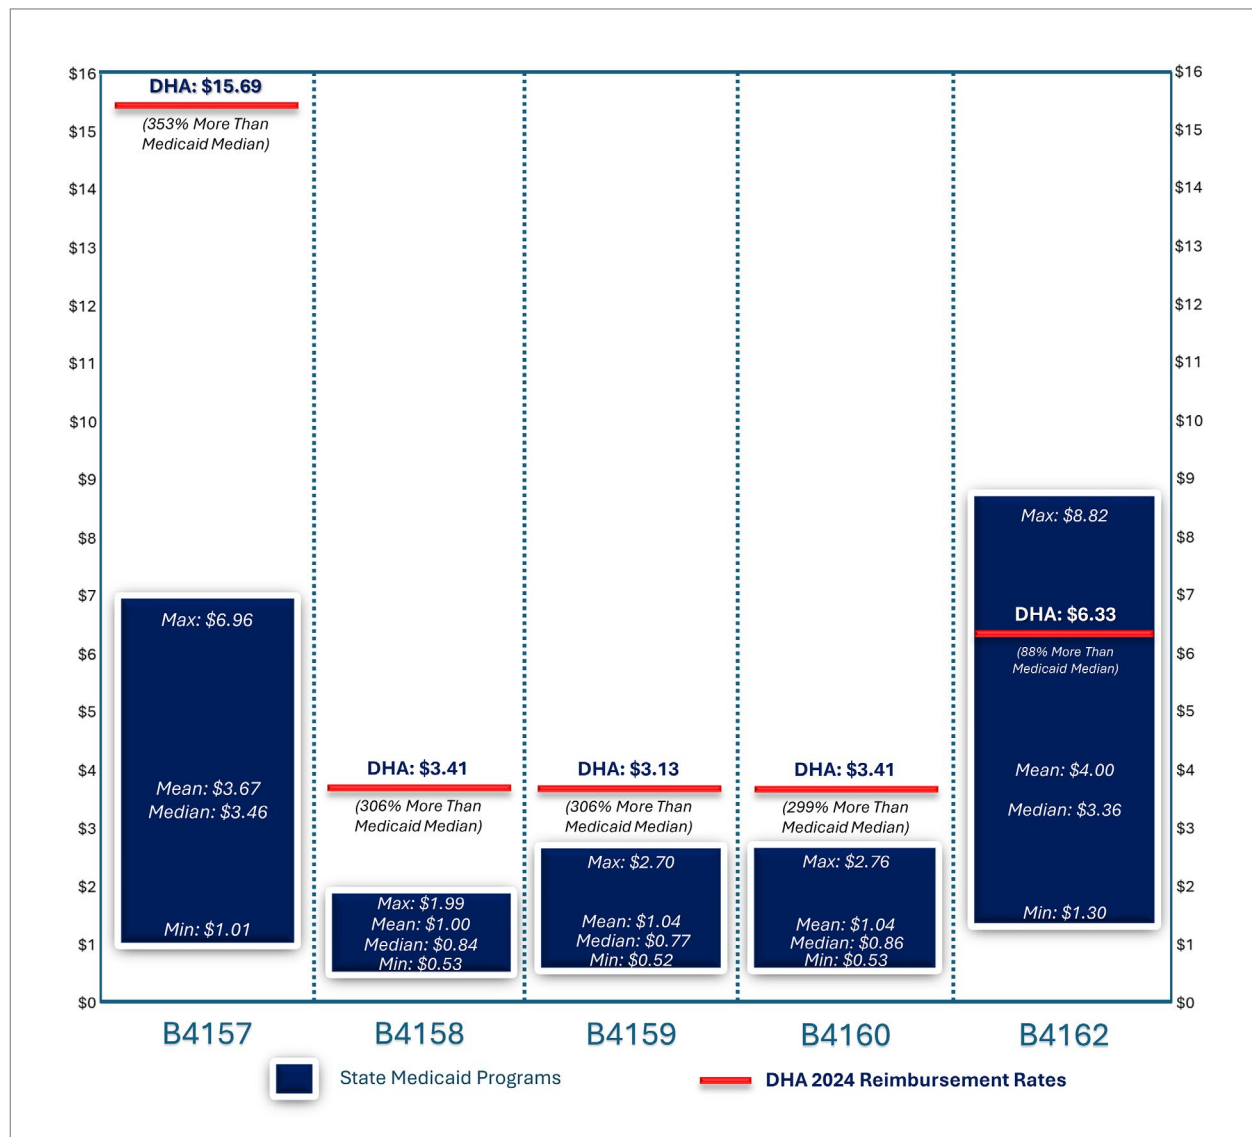 $16
$15
$14
$13
$12
$11
$10
$9
$8
$7
$6
$5
$4
$3
$2
$1
$0
DHA: $15.69
(353% More Than
Medicaid Median)
Max: $6.96
Mean: $3.67
Median: $3.46
Min: $1.01
DHA: $3.41
(306% More Than
Medicaid Median)
Max: $1.99
Mean: $1.00
Median: $0.84
Min: $0.53
DHA: $3.13
(306% More Than
Medicaid Median)
Max: $2.70
Mean: $1.04
Median: $0.77
Min: $0.52
DHA: $3.41
(299% More Than
Medicaid Median)
Max: $2.76
Mean: $1.04
Median: $0.86
Min: $0.53
Max: $8.82
DHA: $6.33
(88% More Than
Medicaid Median)
Mean: $4.00
Median: $3.36
Min: $1.30
$16
$15
$14
$13
$12
$11
$10
$9
$8
$7
$6
$5
$4
$3
$2
$1
$0
B4157
B4158
B4159
B4160
B4162
State Medicaid Programs
DHA 2024 Reimbursement Rates